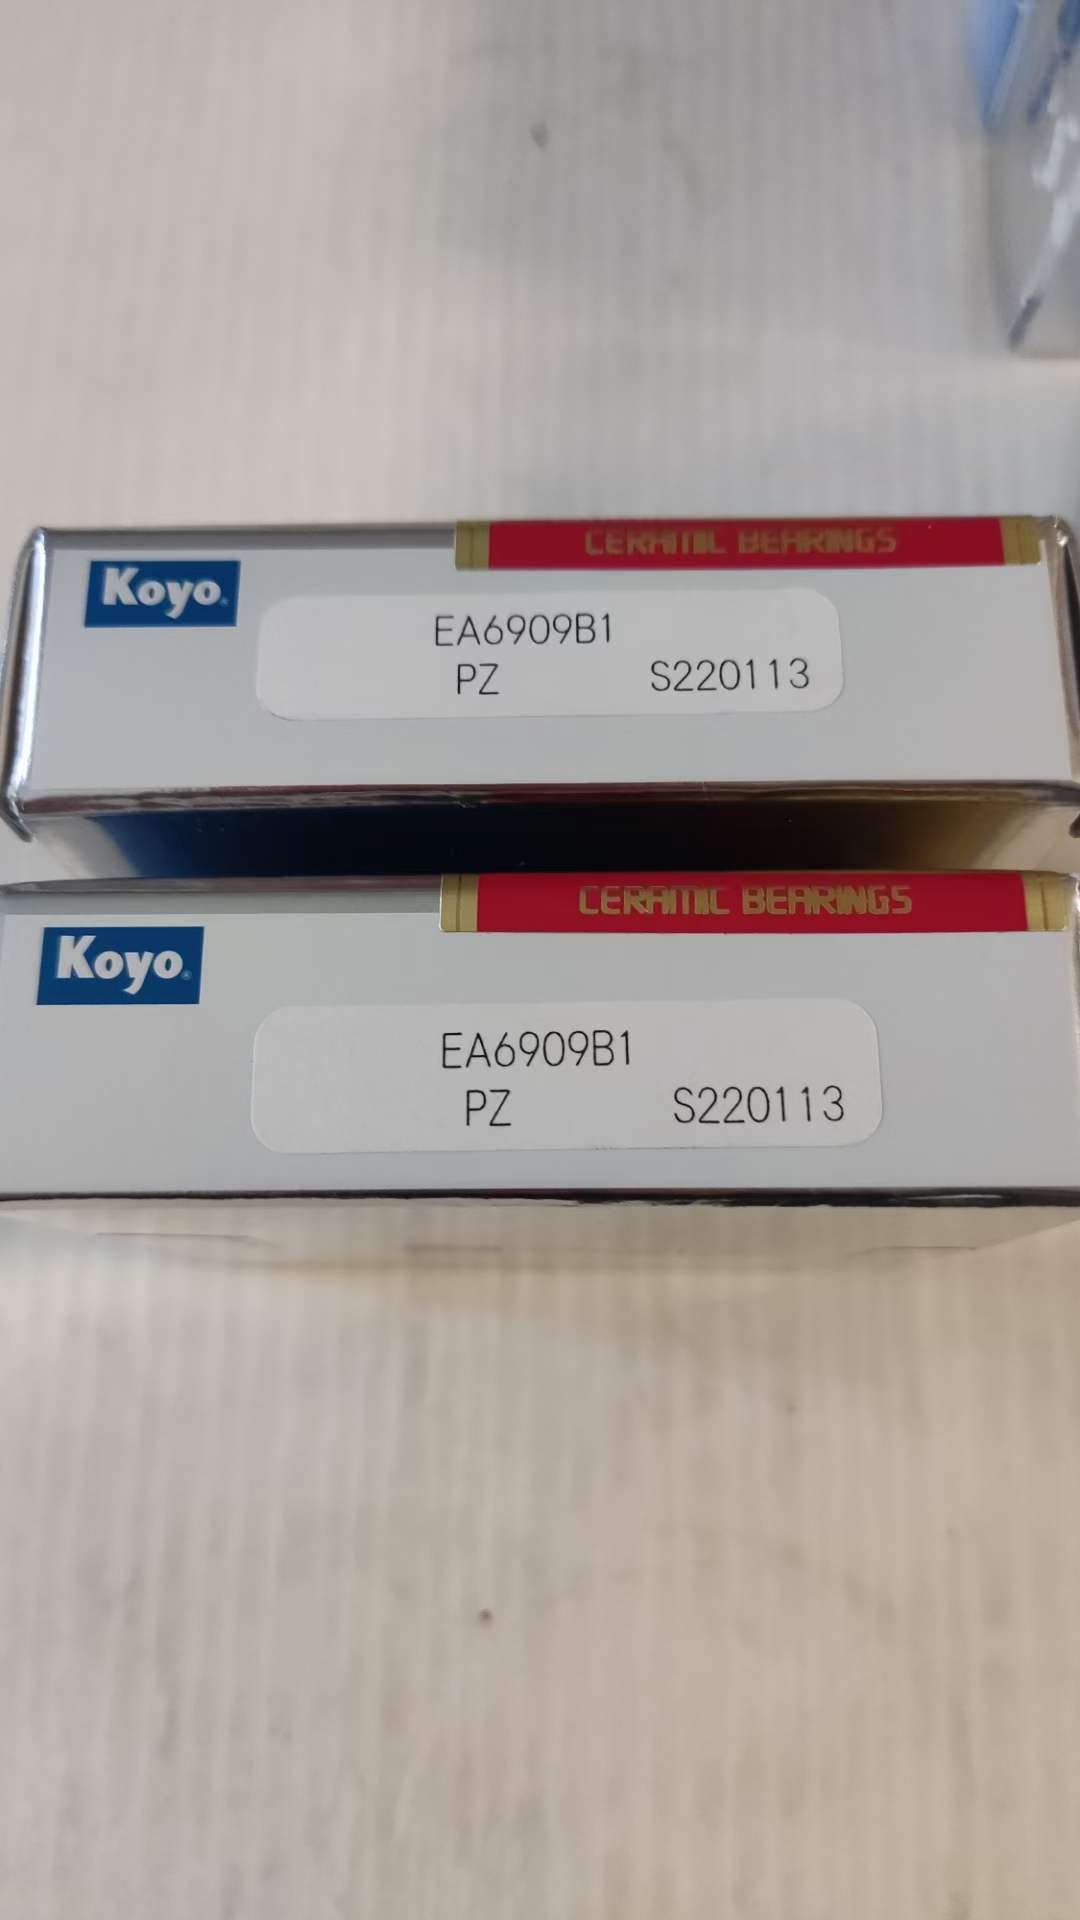 CERAMIC BEARINGS
Koyo®
EA6909B1
PZ S220113
CERAMIC BEARINGS
Koyo®
EA6909B1
PZ S220113